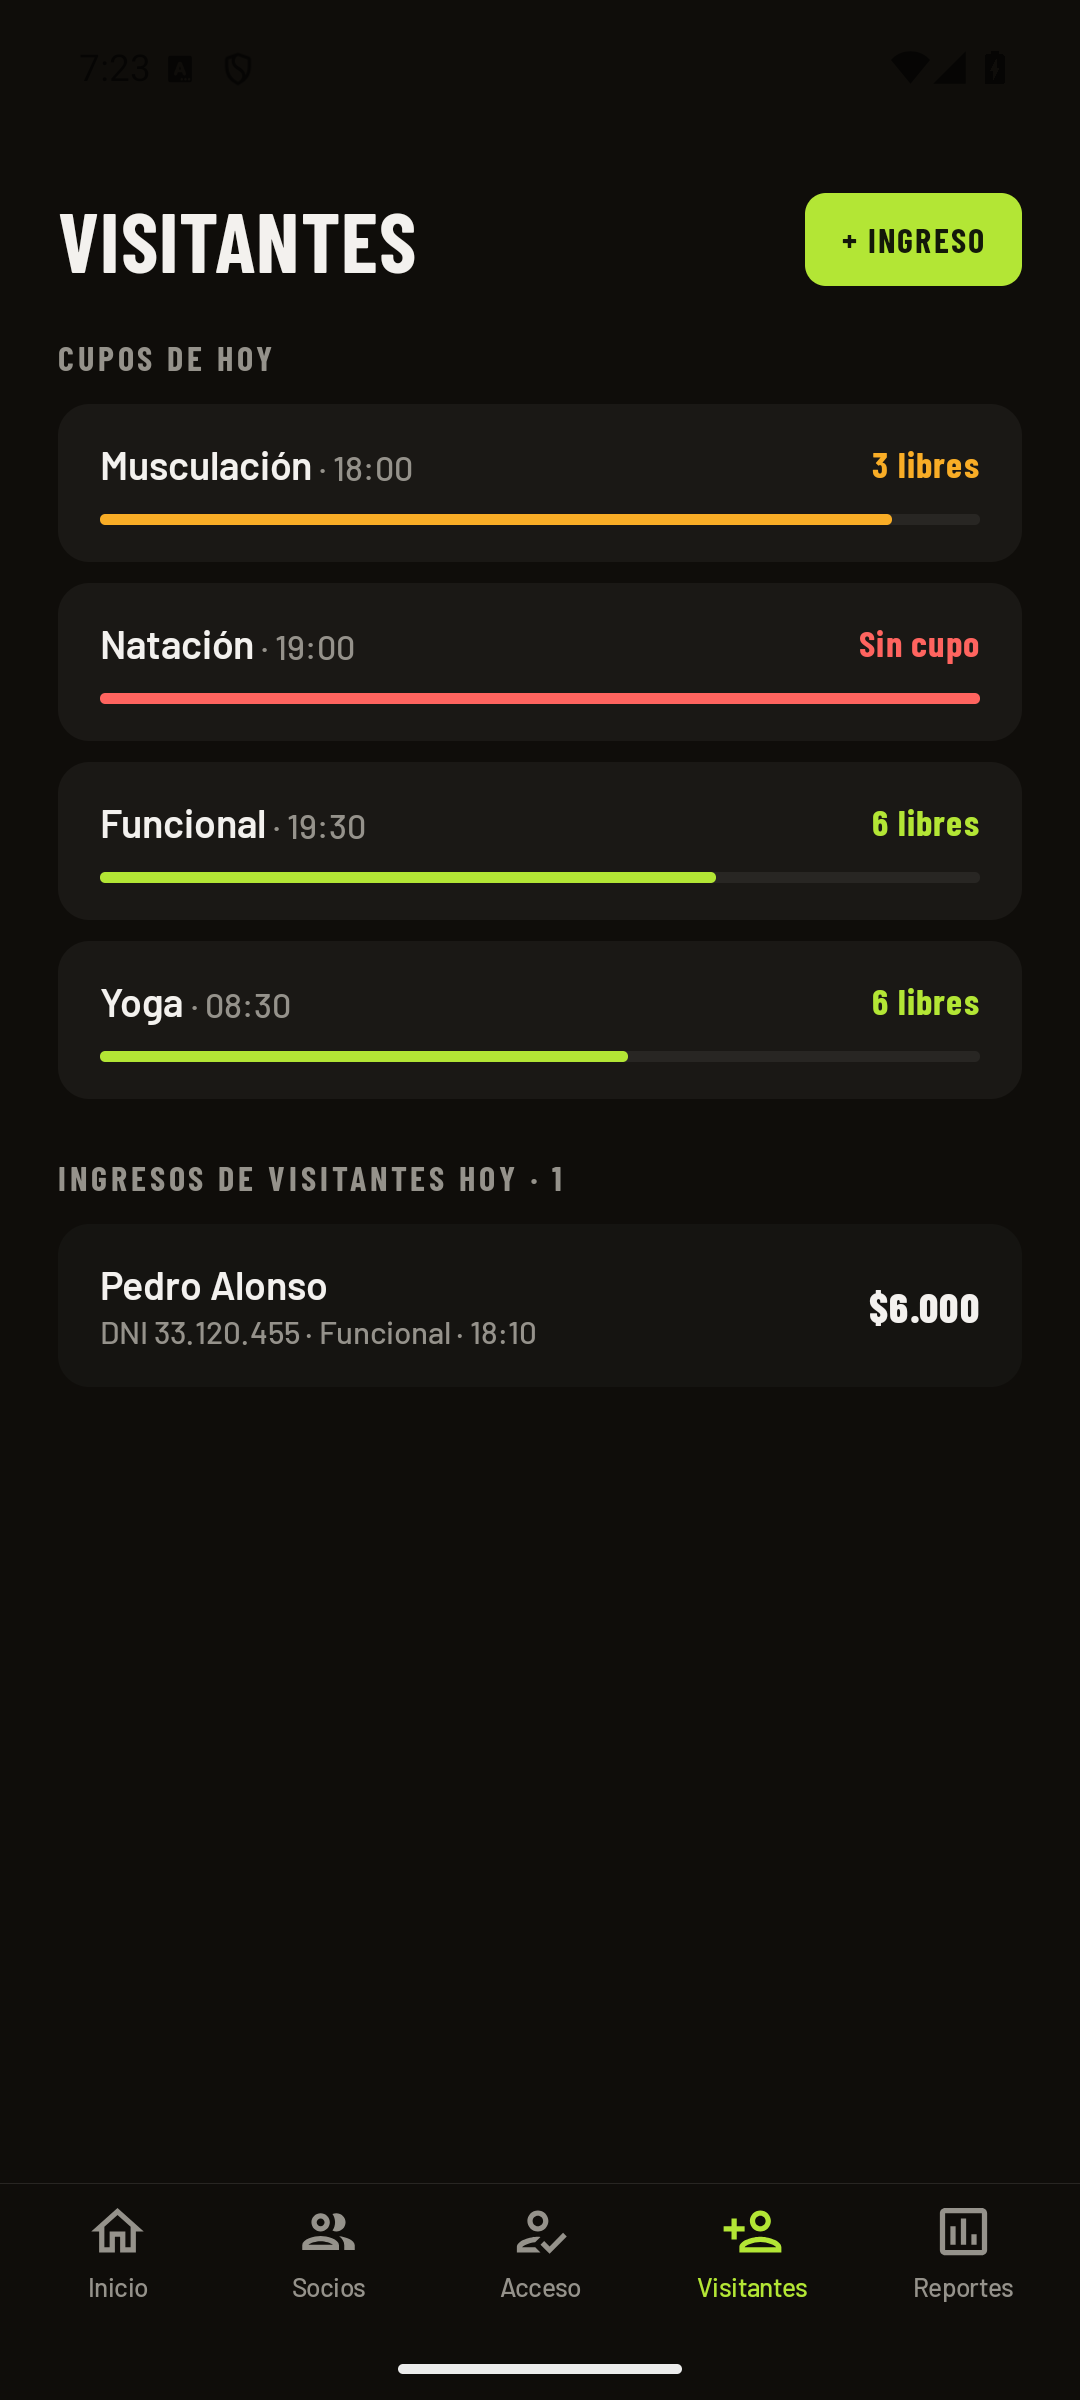 7:23
VISITANTES
+ INGRESO
CUPOS DE HOY
Musculación · 18:00
3 libres
Natación · 19:00
Sin cupo
Funcional · 19:30
6 libres
Yoga · 08:30
6 libres
INGRESOS DE VISITANTES HOY · 1
Pedro Alonso
DNI 33.120.455 · Funcional · 18:10
$6.000
Inicio
Socios
Acceso
Visitantes
Reportes